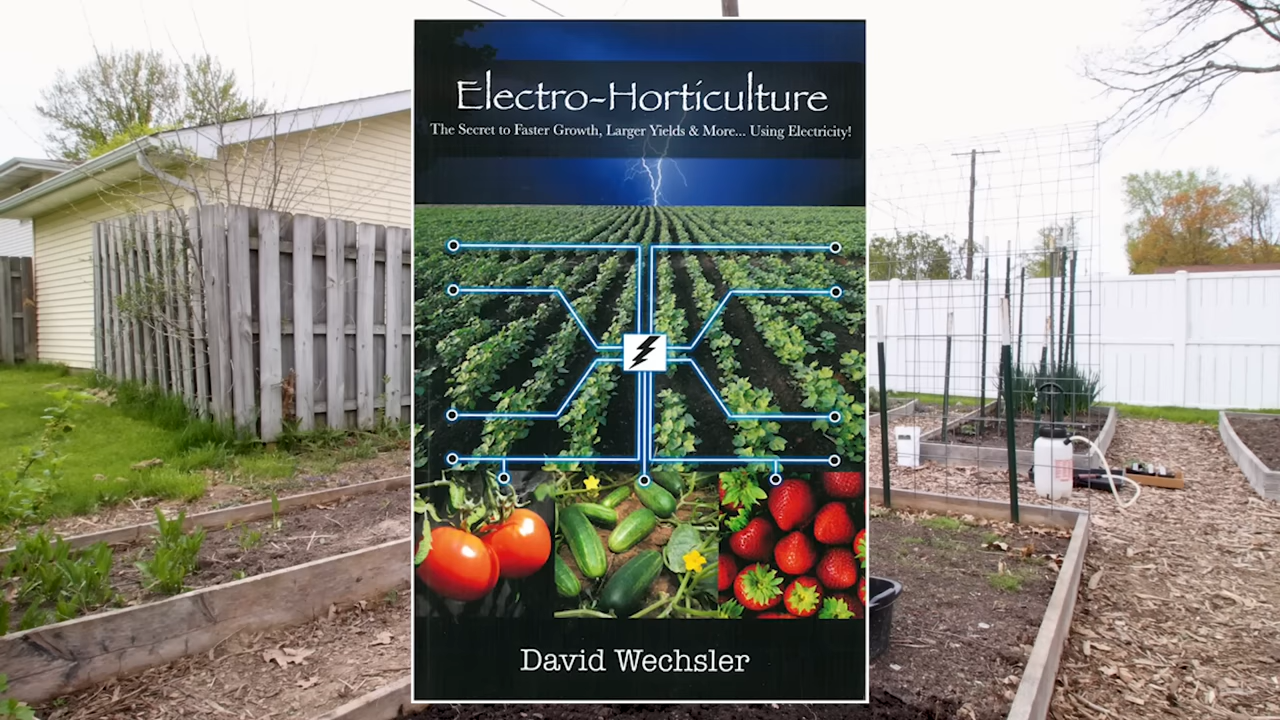 Electro-Horticulture
The Secret to Faster Growth, Larger Yields & More... Using Electricity!
David Wechsler